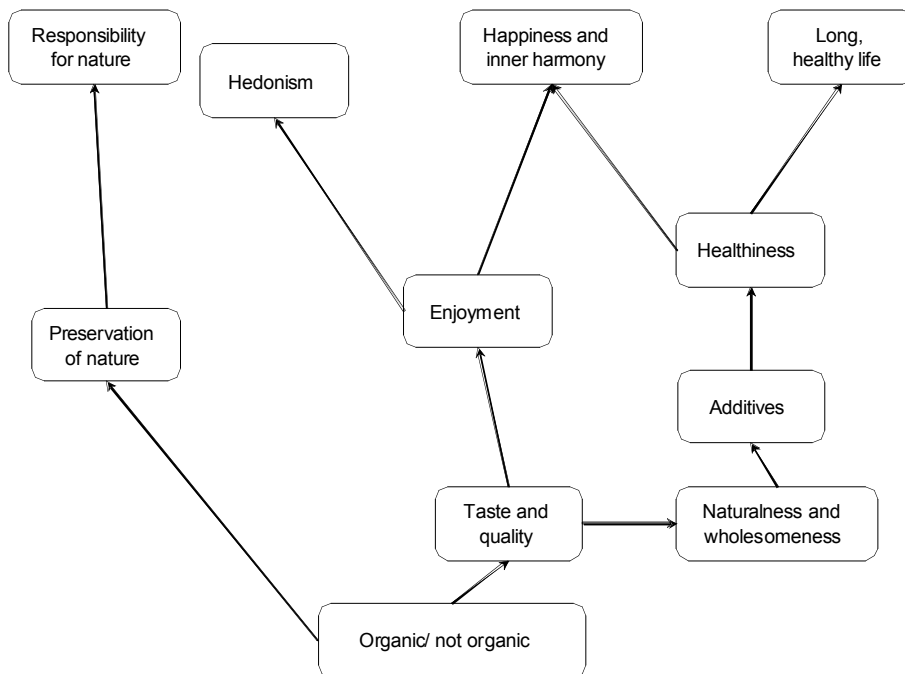 Responsibility
for nature
Hedonism
Happiness and
inner harmony
Long,
healthy life
Healthiness
Enjoyment
Preservation
of nature
Additives
Taste and
quality
Naturalness and
wholesomeness
Organic/ not organic